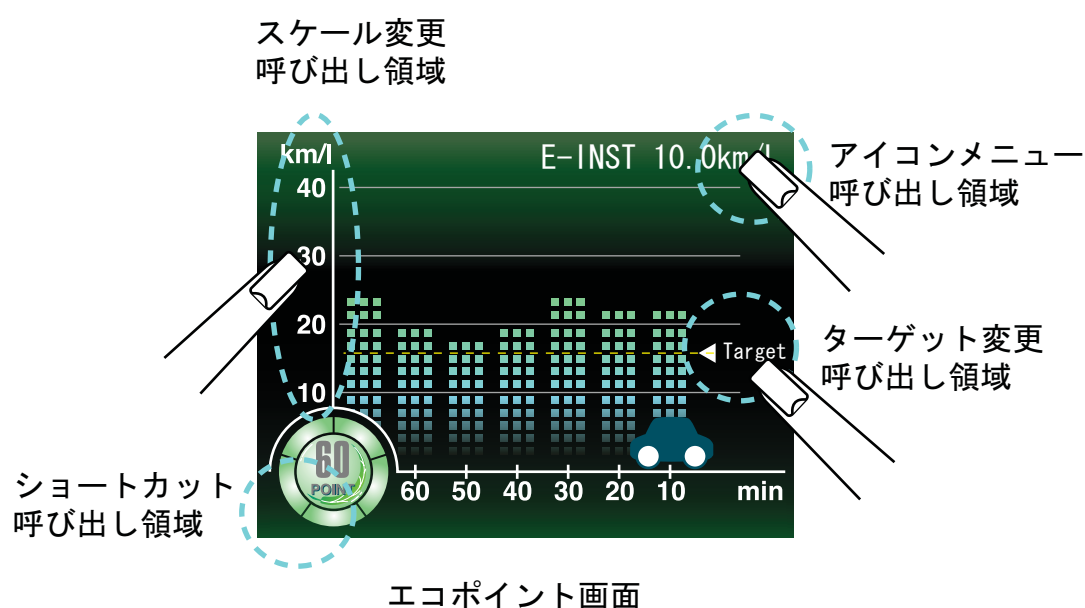 スケール変更
呼び出し領域
km/l
E-INST 10.0km/l
アイコンメニュー
呼び出し領域
40
30
20
Target
ターゲット変更
呼び出し領域
10
60
POINT
ショートカット
呼び出し領域
60 50 40 30 20 10 min
エコポイント画面